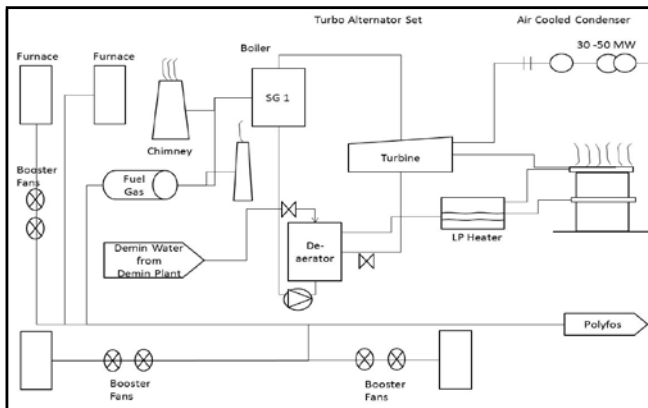 Turbo Alternator Set
Air Cooled Condenser
Furnace
Furnace
Boiler
30 -50 MW
SG 1
Chimney
Turbine
Fuel
Gas
Booster
Fans
De-
aerator
LP Heater
Demin Water
from
Demin Plant
Polyfos
Booster
Fans
Booster
Fans